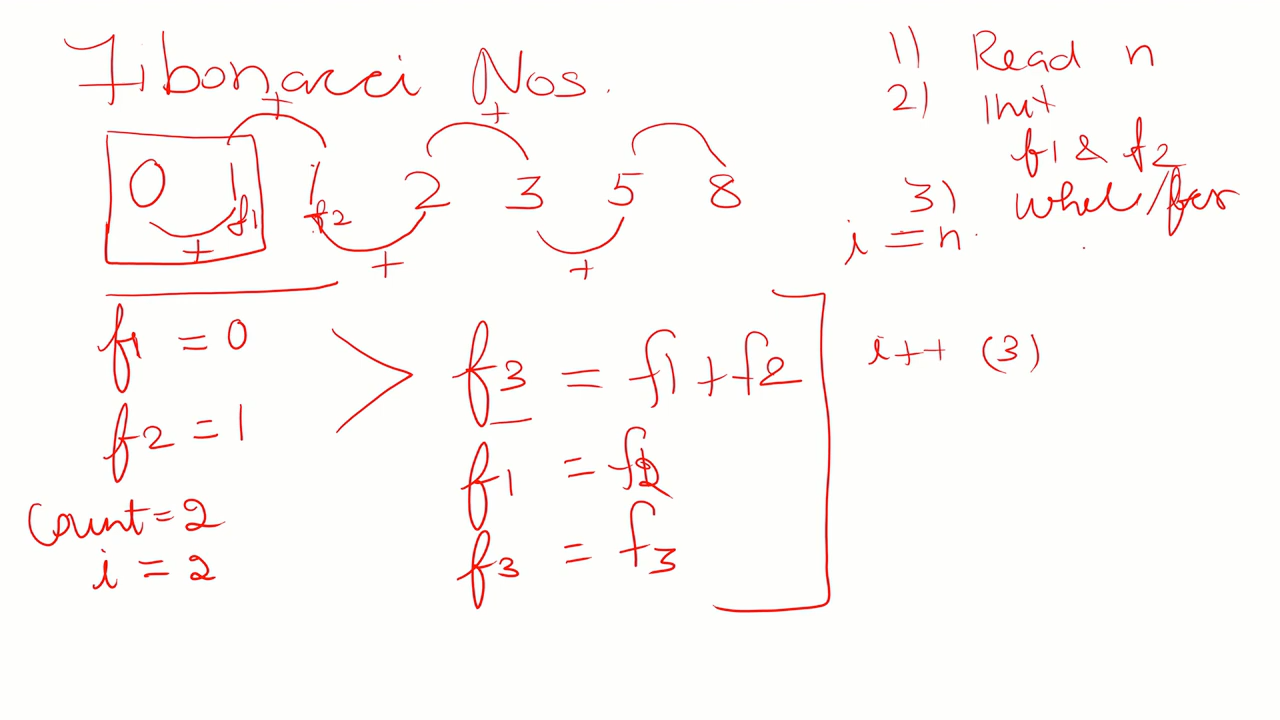 Fibonacci Nos.
+ +
0 1 1 2 3 5 8
f1 f2
+ + +
f1 = 0
f2 = 1
Count = 2
i = 2
>
f3 = f1 + f2
f1 = f2
f3 = f3
1) Read n
2) Init
f1 & f2
3) whel/for
i = n.
i++ (3)